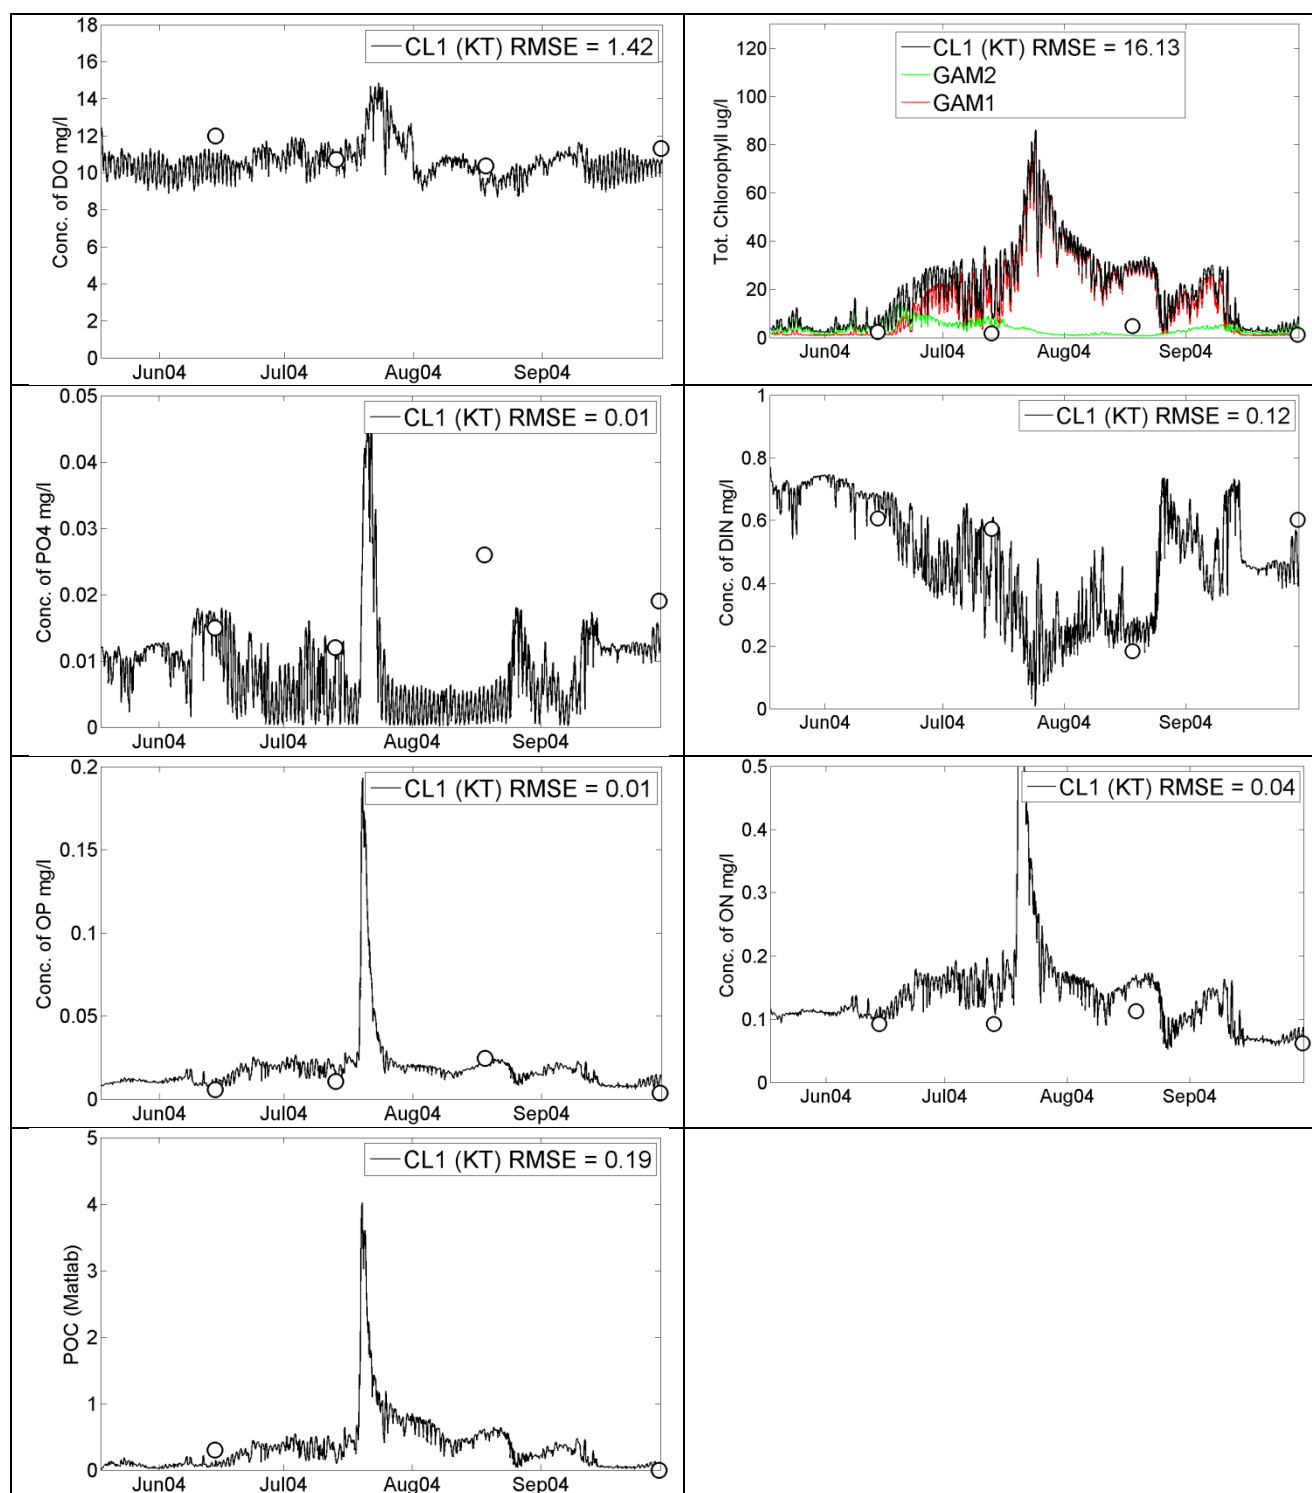 Conc. of DO mg/l
18
16
14
12
10
8
6
4
2
0
CL1 (KT) RMSE = 1.42
Jun04 Jul04 Aug04 Sep04
Tot. Chlorophyll ug/l
120
100
80
60
40
20
0
CL1 (KT) RMSE = 16.13
GAM2
GAM1
Jun04 Jul04 Aug04 Sep04
Conc. of PO4 mg/l
0.05
0.04
0.03
0.02
0.01
0
CL1 (KT) RMSE = 0.01
Jun04 Jul04 Aug04 Sep04
Conc. of DIN mg/l
1
0.8
0.6
0.4
0.2
0
CL1 (KT) RMSE = 0.12
Jun04 Jul04 Aug04 Sep04
Conc. of OP mg/l
0.2
0.15
0.1
0.05
0
CL1 (KT) RMSE = 0.01
Jun04 Jul04 Aug04 Sep04
Conc. of ON mg/l
0.5
0.4
0.3
0.2
0.1
0
CL1 (KT) RMSE = 0.04
Jun04 Jul04 Aug04 Sep04
POC (Matlab)
5
4
3
2
1
0
CL1 (KT) RMSE = 0.19
Jun04 Jul04 Aug04 Sep04